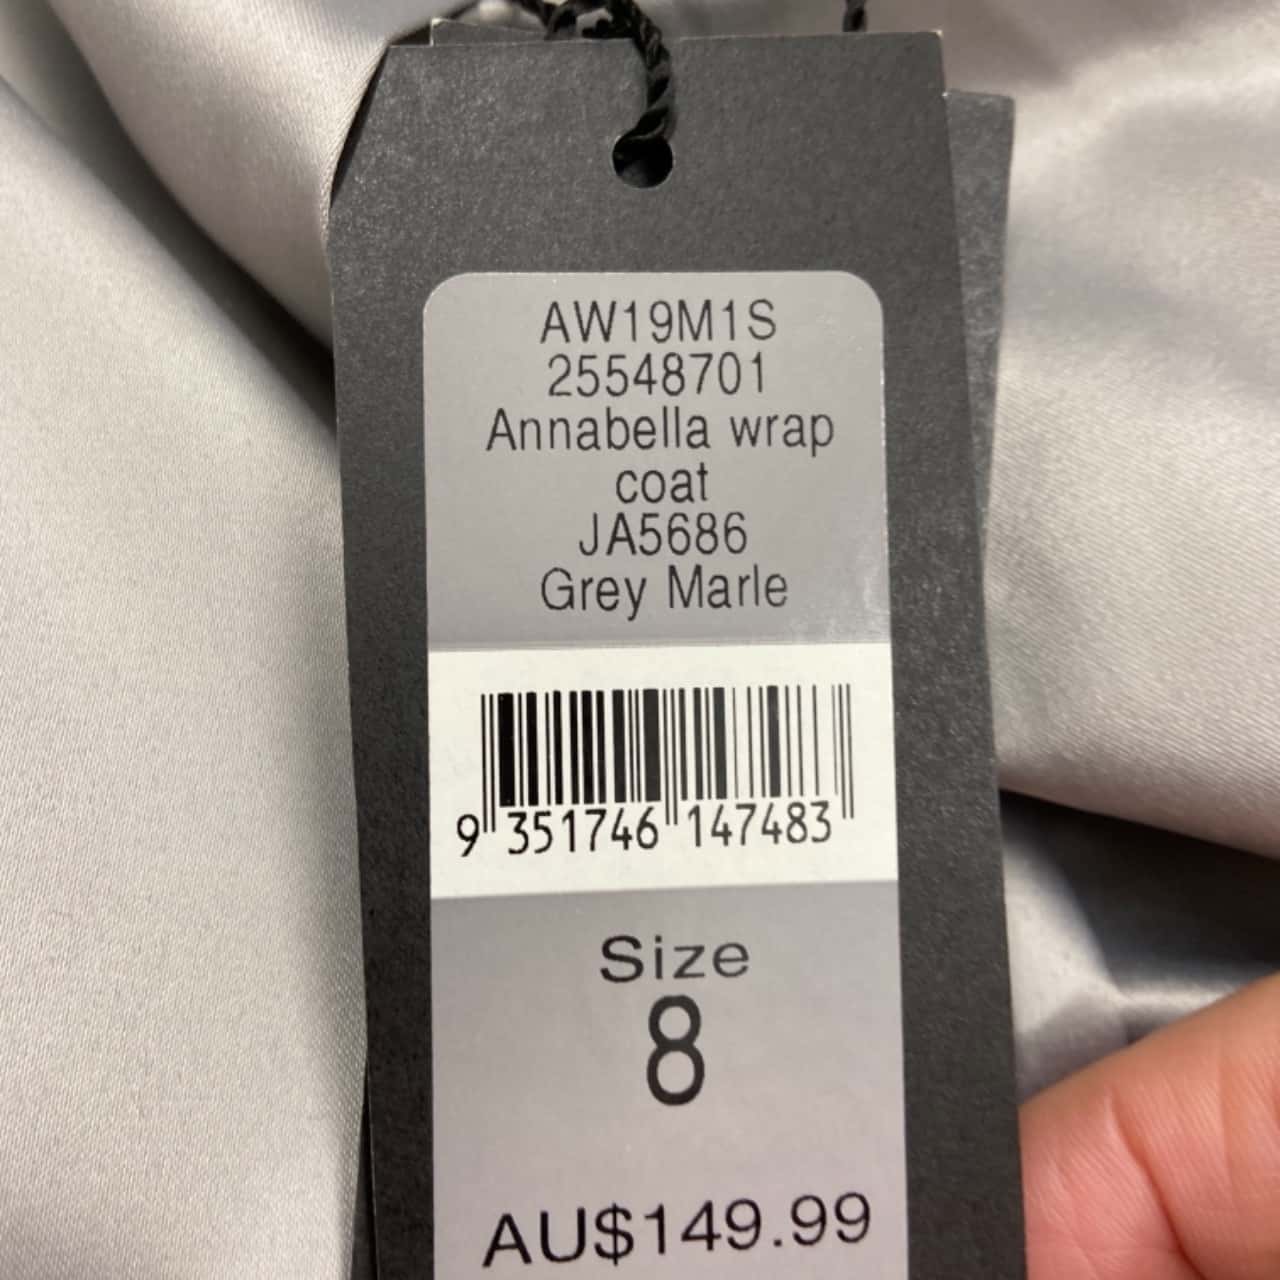 AW19M1S
25548701
Annabella wrap
coat
JA5686
Grey Marle
9 351746 147483
Size
8
AU$149.99